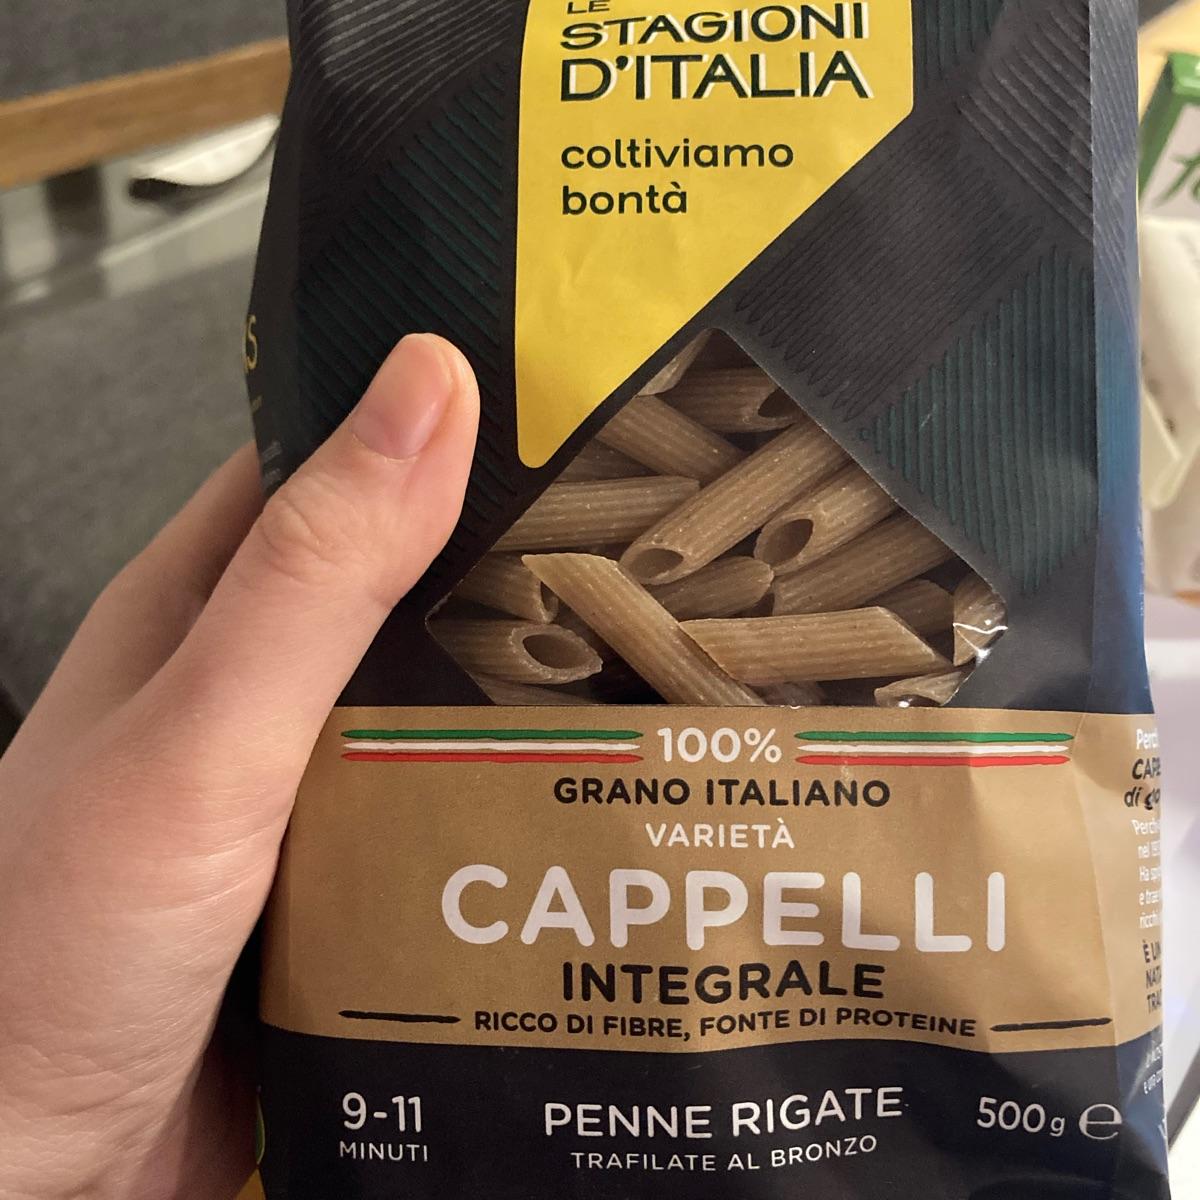 LE
STAGIONI
D'ITALIA
coltiviamo
bontà
100%
GRANO ITALIANO
VARIETÀ
CAPPELLI
INTEGRALE
RICCO DI FIBRE, FONTE DI PROTEINE
9-11
MINUTI
PENNE RIGATE
TRAFILATE AL BRONZO
500g e